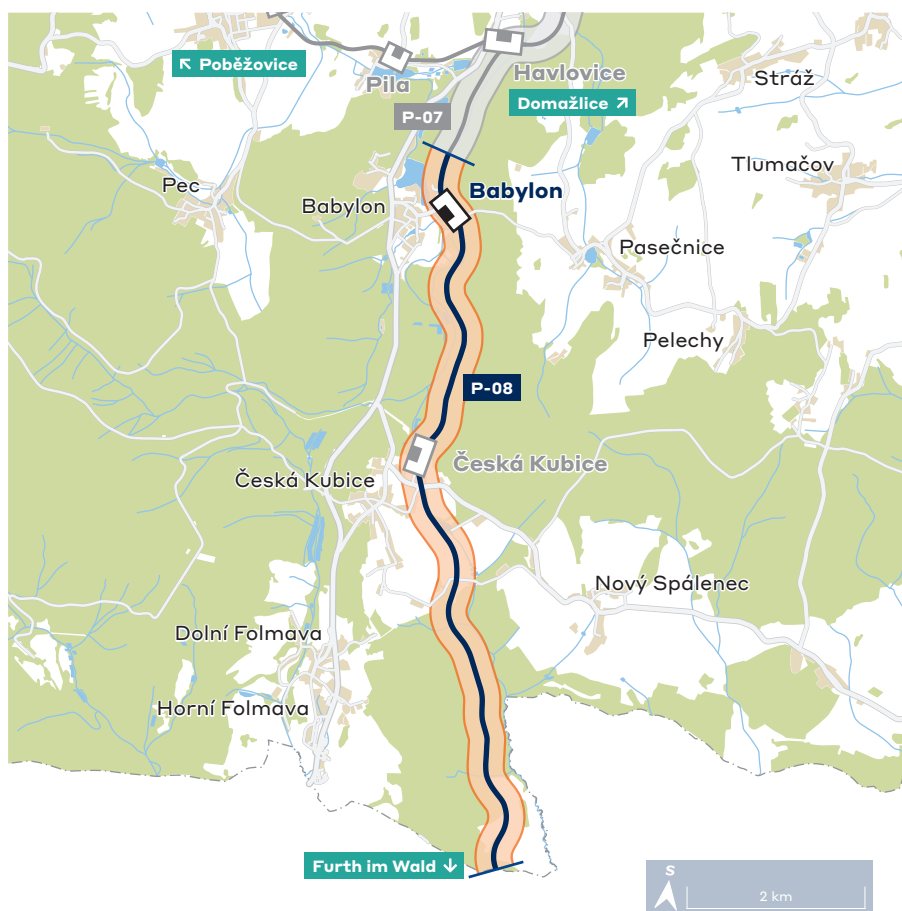 ↖ Poběžovice
Pila
Havlovice
Domažlice ↗
Stráž
P-07
Tlumačov
Pec
Babylon
Babylon
Pasečnice
Pelechy
P-08
Česká Kubice
Česká Kubice
Nový Spálenec
Dolní Folmava
Horní Folmava
Furth im Wald ↓
S
2 km